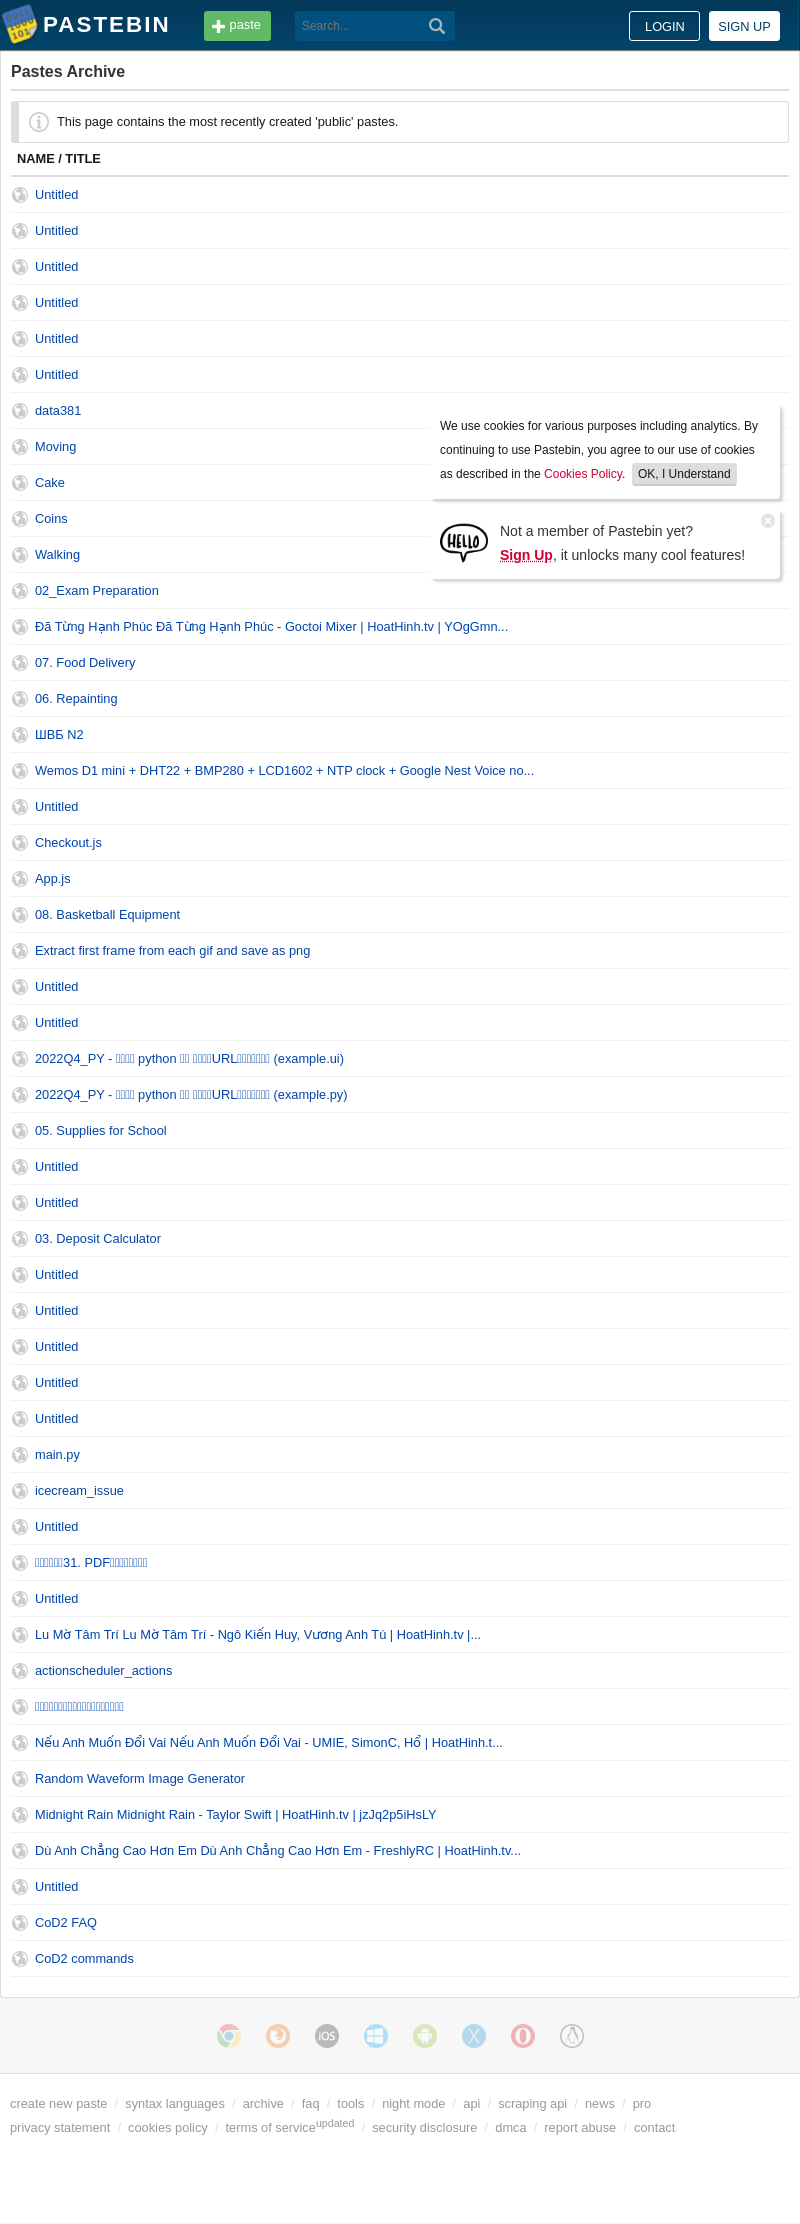 PASTEBIN
paste
Search...
LOGIN
SIGN UP
Pastes Archive
This page contains the most recently created 'public' pastes.
NAME / TITLE
Untitled
Untitled
Untitled
Untitled
Untitled
Untitled
data381
Moving
Cake
Coins
Walking
We use cookies for various purposes including analytics. By
continuing to use Pastebin, you agree to our use of cookies
as described in the Cookies Policy. OK, I Understand
HELLO
Not a member of Pastebin yet?
Sign Up, it unlocks many cool features!
02_Exam Preparation
Đã Từng Hạnh Phúc Đã Từng Hạnh Phúc - Goctoi Mixer | HoatHinh.tv | YOgGmn...
07. Food Delivery
06. Repainting
ШВБ N2
Wemos D1 mini + DHT22 + BMP280 + LCD1602 + NTP clock + Google Nest Voice no...
Untitled
Checkout.js
App.js
08. Basketball Equipment
Extract first frame from each gif and save as png
Untitled
Untitled
2022Q4_PY - python URL (example.ui)
2022Q4_PY - python URL (example.py)
05. Supplies for School
Untitled
Untitled
03. Deposit Calculator
Untitled
Untitled
Untitled
Untitled
Untitled
main.py
icecream_issue
Untitled
31. PDF
Untitled
Lu Mờ Tâm Trí Lu Mờ Tâm Trí - Ngô Kiến Huy, Vương Anh Tú | HoatHinh.tv |...
actionscheduler_actions
Nếu Anh Muốn Đổi Vai Nếu Anh Muốn Đổi Vai - UMIE, SimonC, Hổ | HoatHinh.t...
Random Waveform Image Generator
Midnight Rain Midnight Rain - Taylor Swift | HoatHinh.tv | jzJq2p5iHsLY
Dù Anh Chẳng Cao Hơn Em Dù Anh Chẳng Cao Hơn Em - FreshlyRC | HoatHinh.tv...
Untitled
CoD2 FAQ
CoD2 commands
iOS
create new paste / syntax languages / archive / faq / tools / night mode / api / scraping api / news / pro
privacy statement / cookies policy / terms of service updated / security disclosure / dmca / report abuse / contact